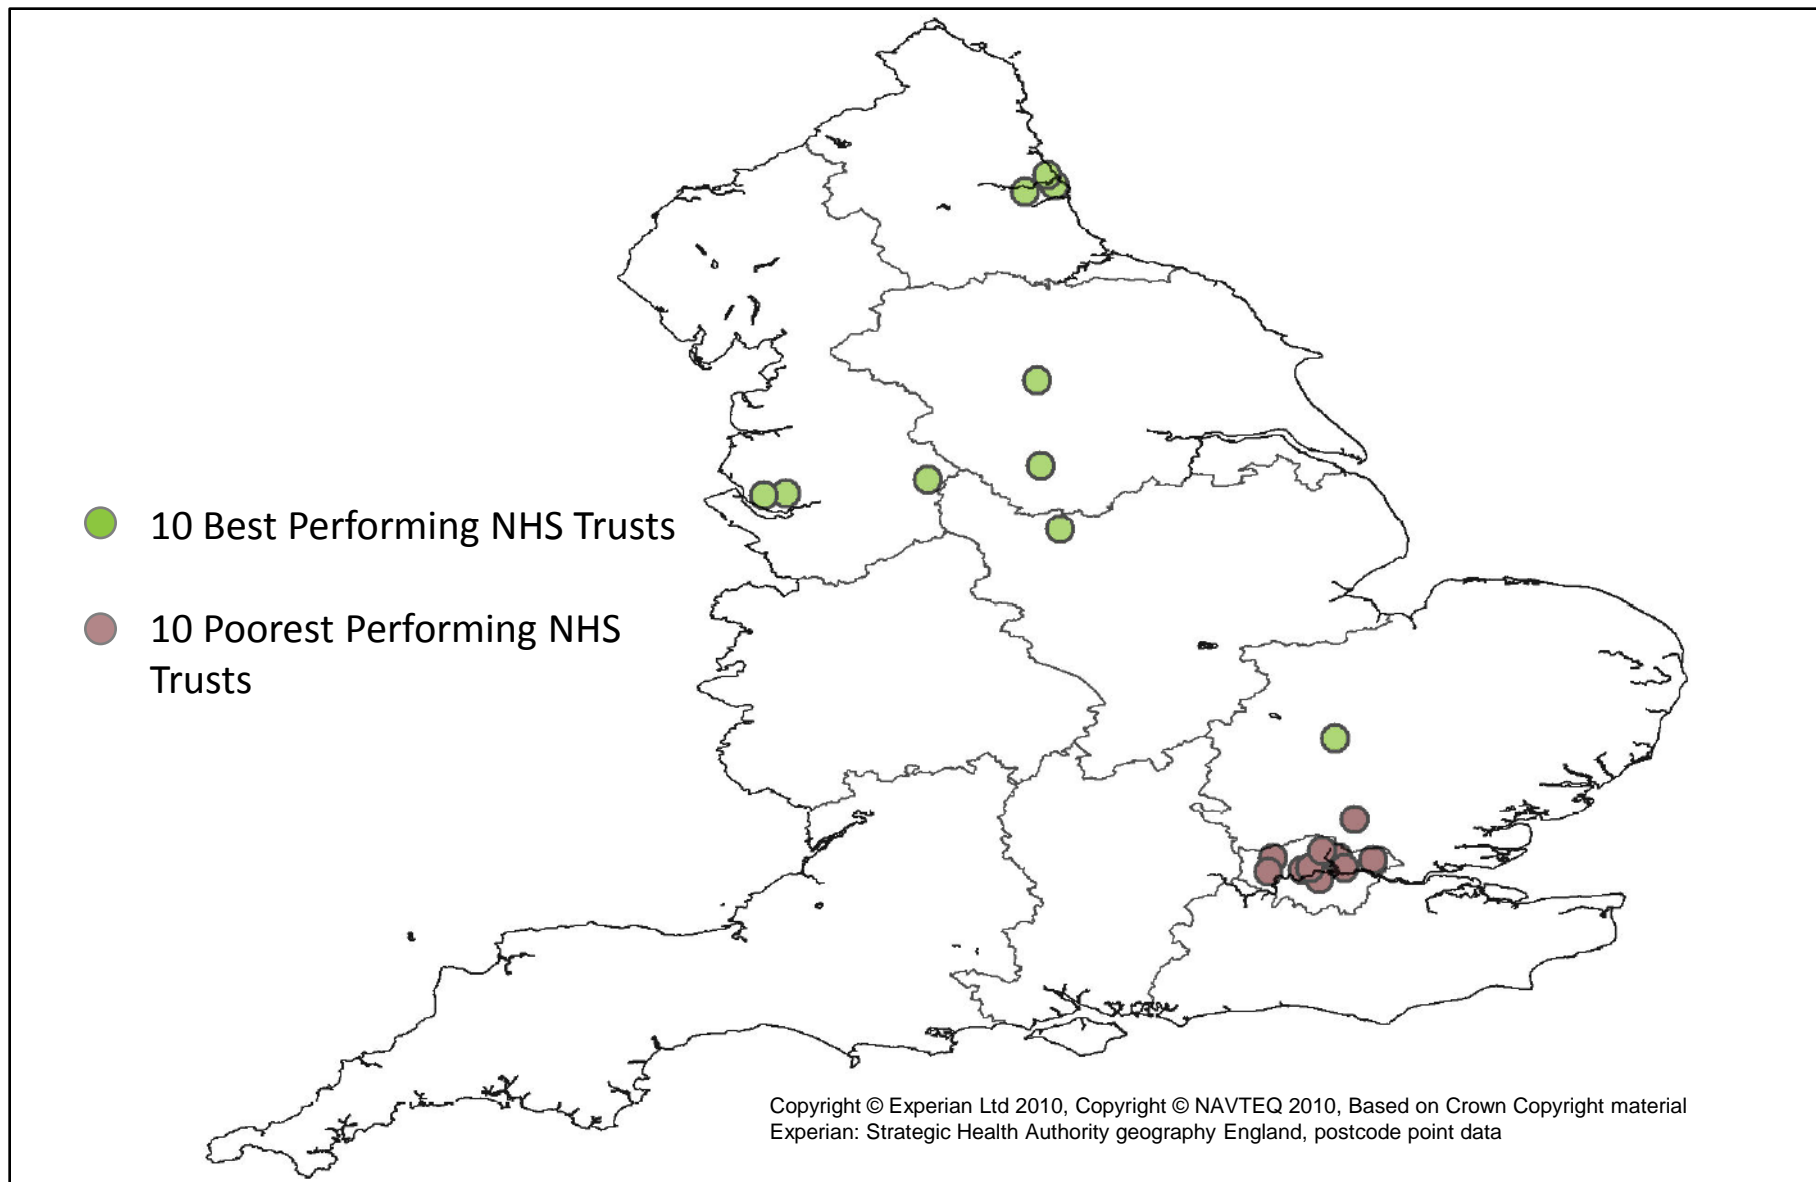 10 Best Performing NHS Trusts
10 Poorest Performing NHS
Trusts
Copyright © Experian Ltd 2010, Copyright © NAVTEQ 2010, Based on Crown Copyright material
Experian: Strategic Health Authority geography England, postcode point data